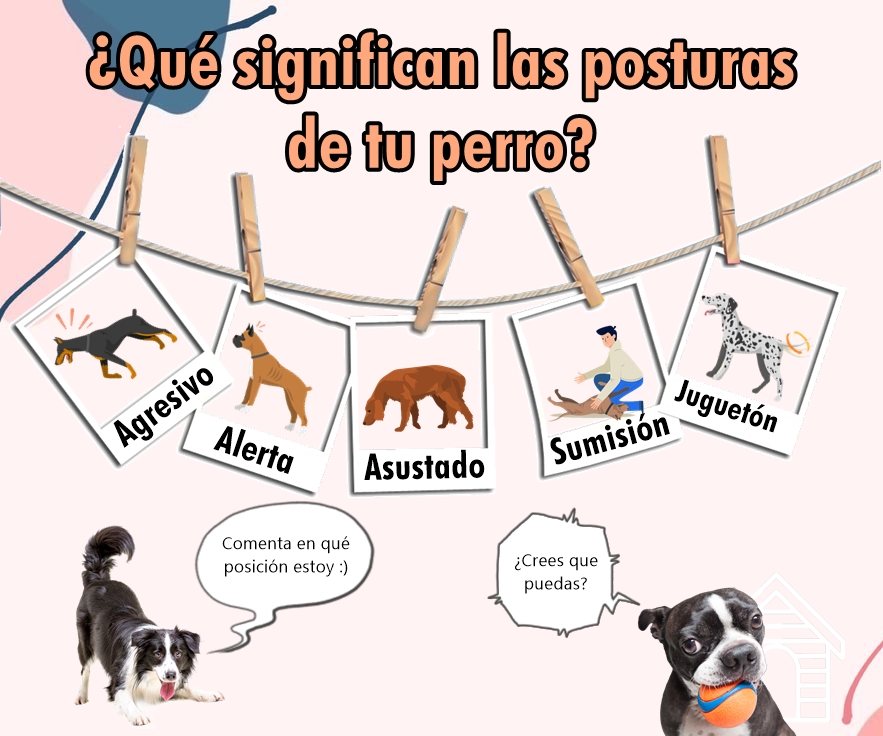 ¿Qué significan las posturas
de tu perro?
Agresivo
Alerta
Asustado
Sumisión
Juguetón
Comenta en qué
posición estoy :)
¿Crees que
puedas?